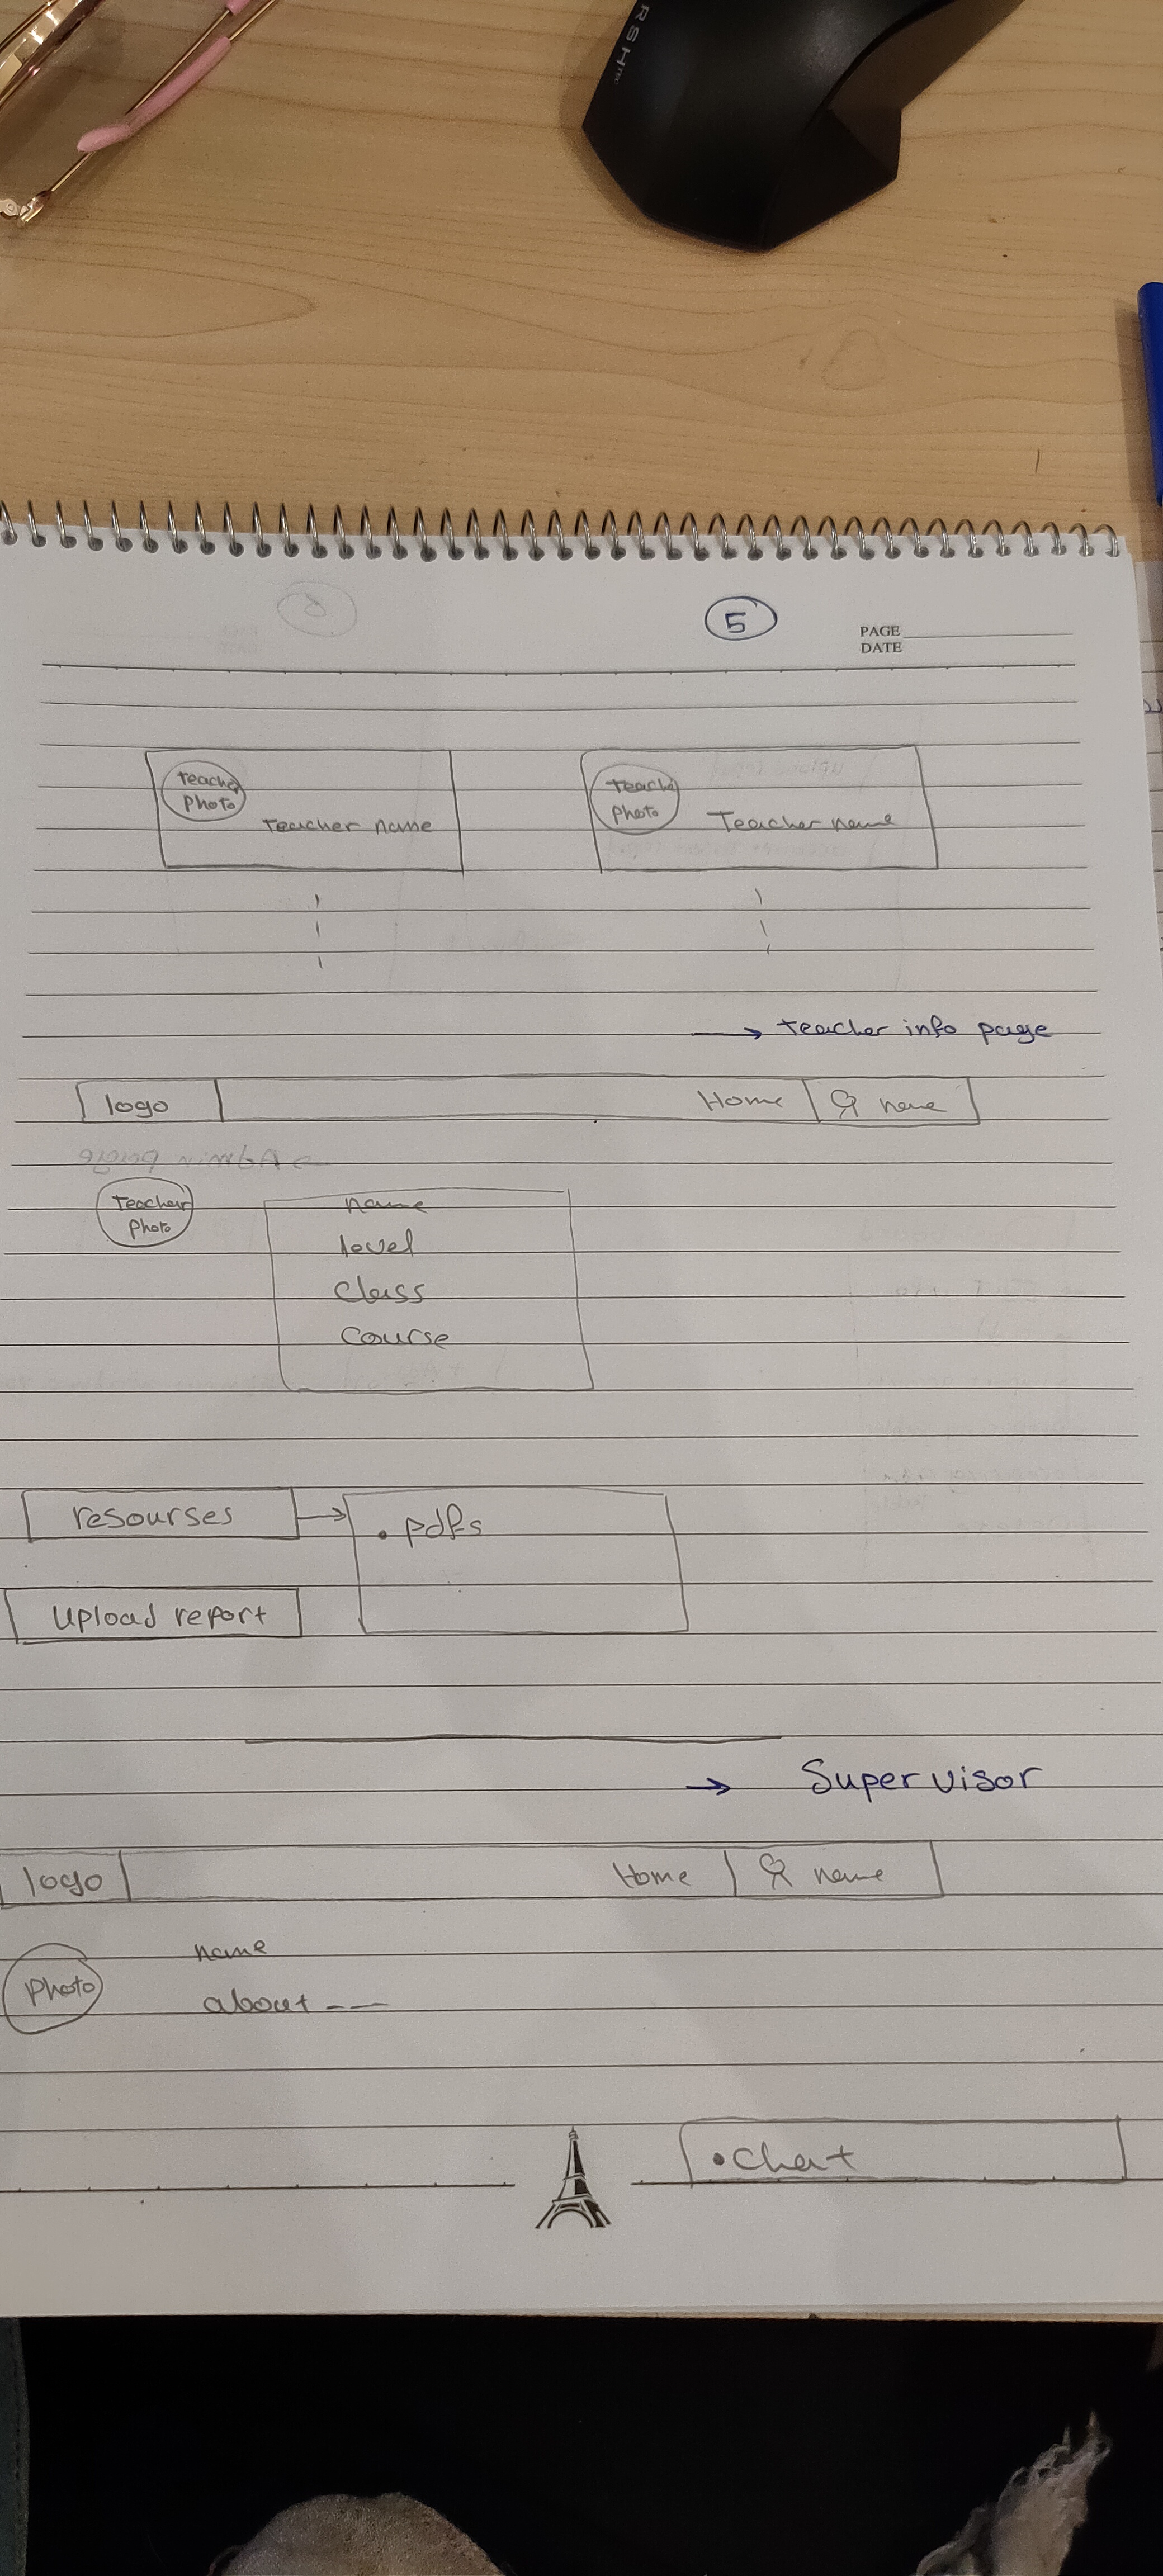 RSH
5
PAGE
DATE
Teacher Photo Teacher name
Teacher Photo Teacher name
→ teacher info page
logo Home name
Teacher Photo
name
level
Class
Course
resourses → • pdfs
Upload report
→ Supervisor
logo Home name
Photo
name
about ---
• Chat